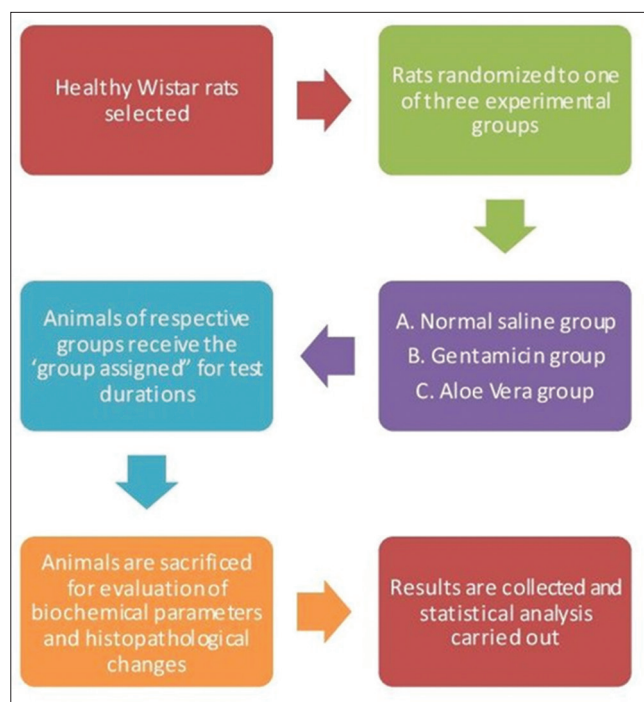 Healthy Wistar rats
selected
Rats randomized to one
of three experimental
groups
A. Normal saline group
B. Gentamicin group
C. Aloe Vera group
Animals of respective
groups receive the
‘group assigned” for test
durations
Animals are sacrificed
for evaluation of
biochemical parameters
and histopathological
changes
Results are collected and
statistical analysis
carried out